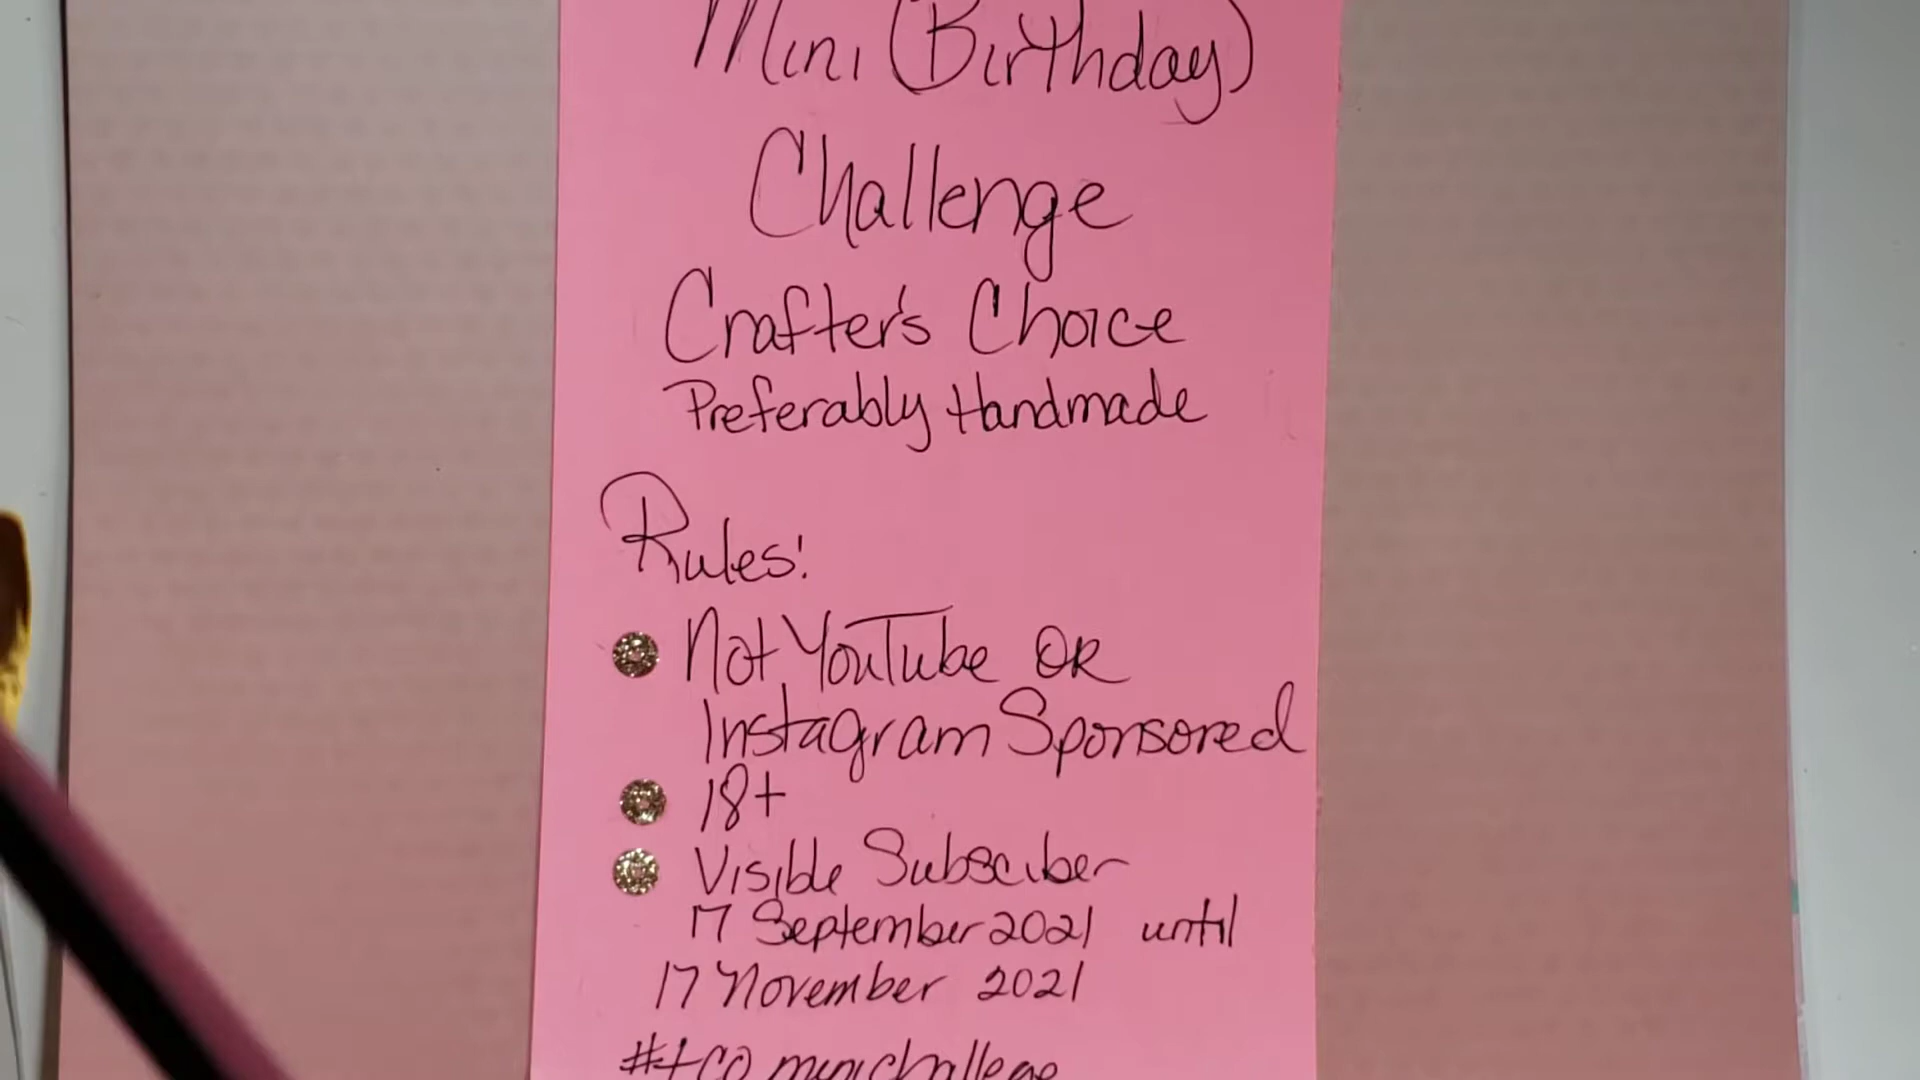 Mini (Birthday)
Challenge
Crafter's Choice
Preferably Handmade
Rules!
Not YouTube OR
Instagram Sponsored
18+
Visible Subsciber
17 September 2021 until
17 November 2021